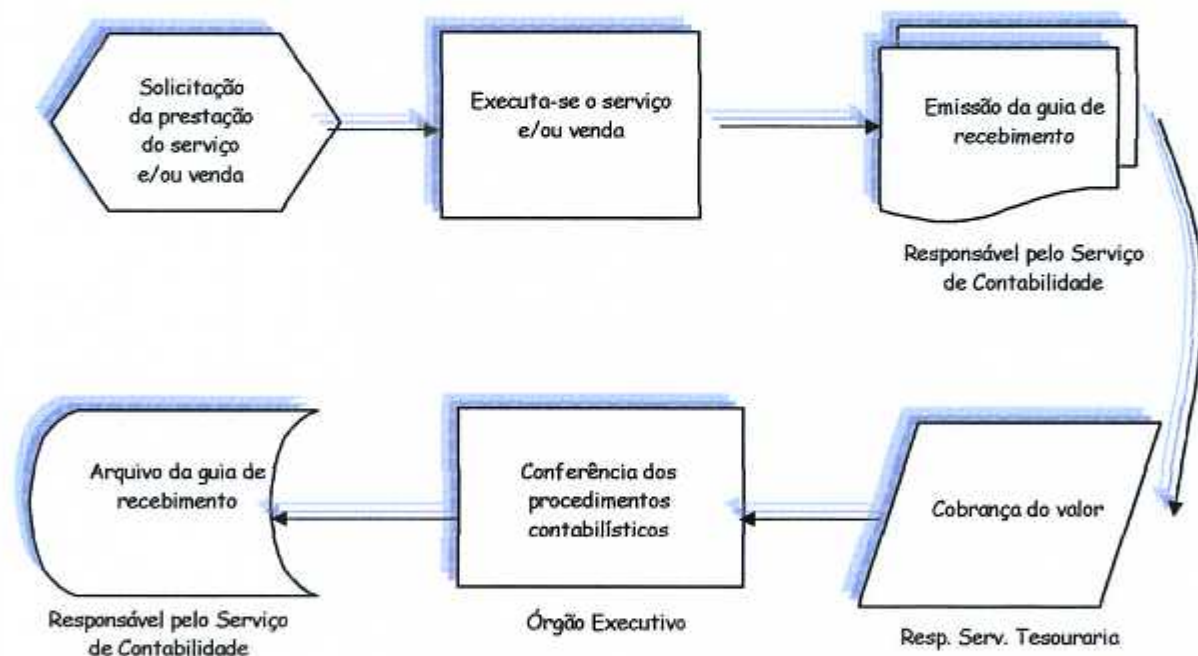 Solicitação
da prestação
do serviço
e/ou venda
Executa-se o serviço
e/ou venda
Emissão da guia de
recebimento
Responsável pelo Serviço
de Contabilidade
Cobrança do valor
Resp. Serv. Tesouraria
Conferência dos
procedimentos
contabilísticos
Órgão Executivo
Arquivo da guia de
recebimento
Responsável pelo Serviço
de Contabilidade